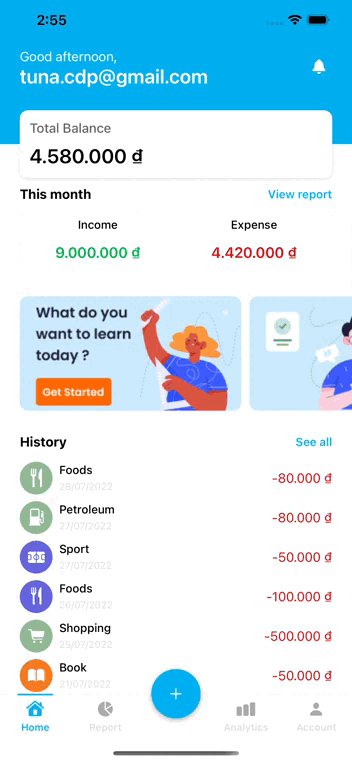 2:55
Good afternoon,
tuna.cdp@gmail.com
Total Balance
4.580.000 ₫
This month
View report
Income
Expense
9.000.000 ₫
4.420.000 ₫
What do you
want to learn
today ?
Get Started
History
See all
Foods
-80.000 ₫
28/07/2022
Petroleum
-80.000 ₫
27/07/2022
Sport
-50.000 ₫
27/07/2022
Foods
-100.000 ₫
26/07/2022
Shopping
-500.000 ₫
25/07/2022
Book
-50.000 ₫
21/07/2022
Home
Report
Analytics
Account